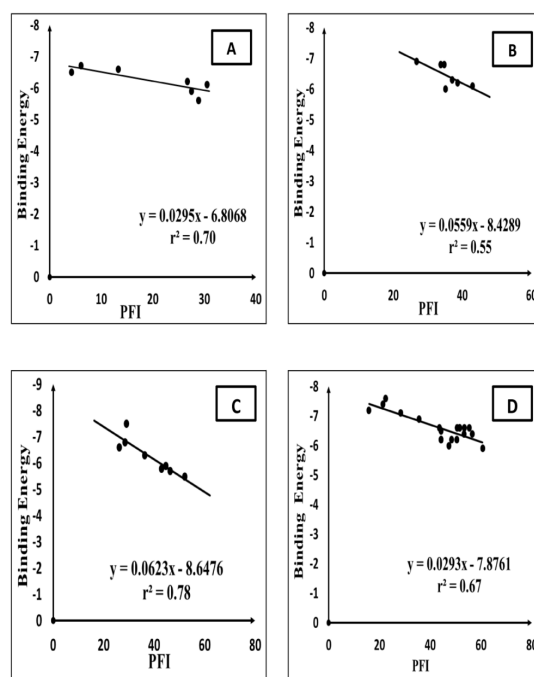 A
-8
-7
-6
-5
-4
-3
-2
-1
0
Binding Energy
y = 0.0295x - 6.8068
r² = 0.70
0 10 20 30 40
PFI
B
-8
-7
-6
-5
-4
-3
-2
-1
0
Binding Energy
y = 0.0559x - 8.4289
r² = 0.55
0 20 40 60
PFI
C
-9
-8
-7
-6
-5
-4
-3
-2
-1
0
Binding Energy
y = 0.0623x - 8.6476
r² = 0.78
0 20 40 60 80
PFI
D
-8
-7
-6
-5
-4
-3
-2
-1
0
Binding Energy
y = 0.0293x - 7.8761
r² = 0.67
0 20 40 60 80
PFI